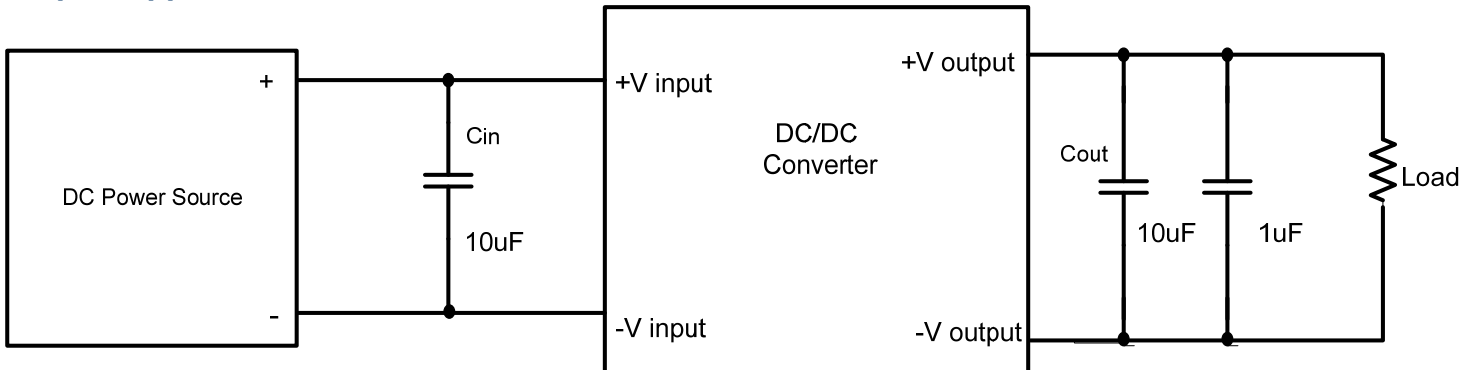 +
-
DC Power Source
Cin
10uF
+V input
-V input
DC/DC
Converter
+V output
-V output
Cout
10uF
1uF
Load